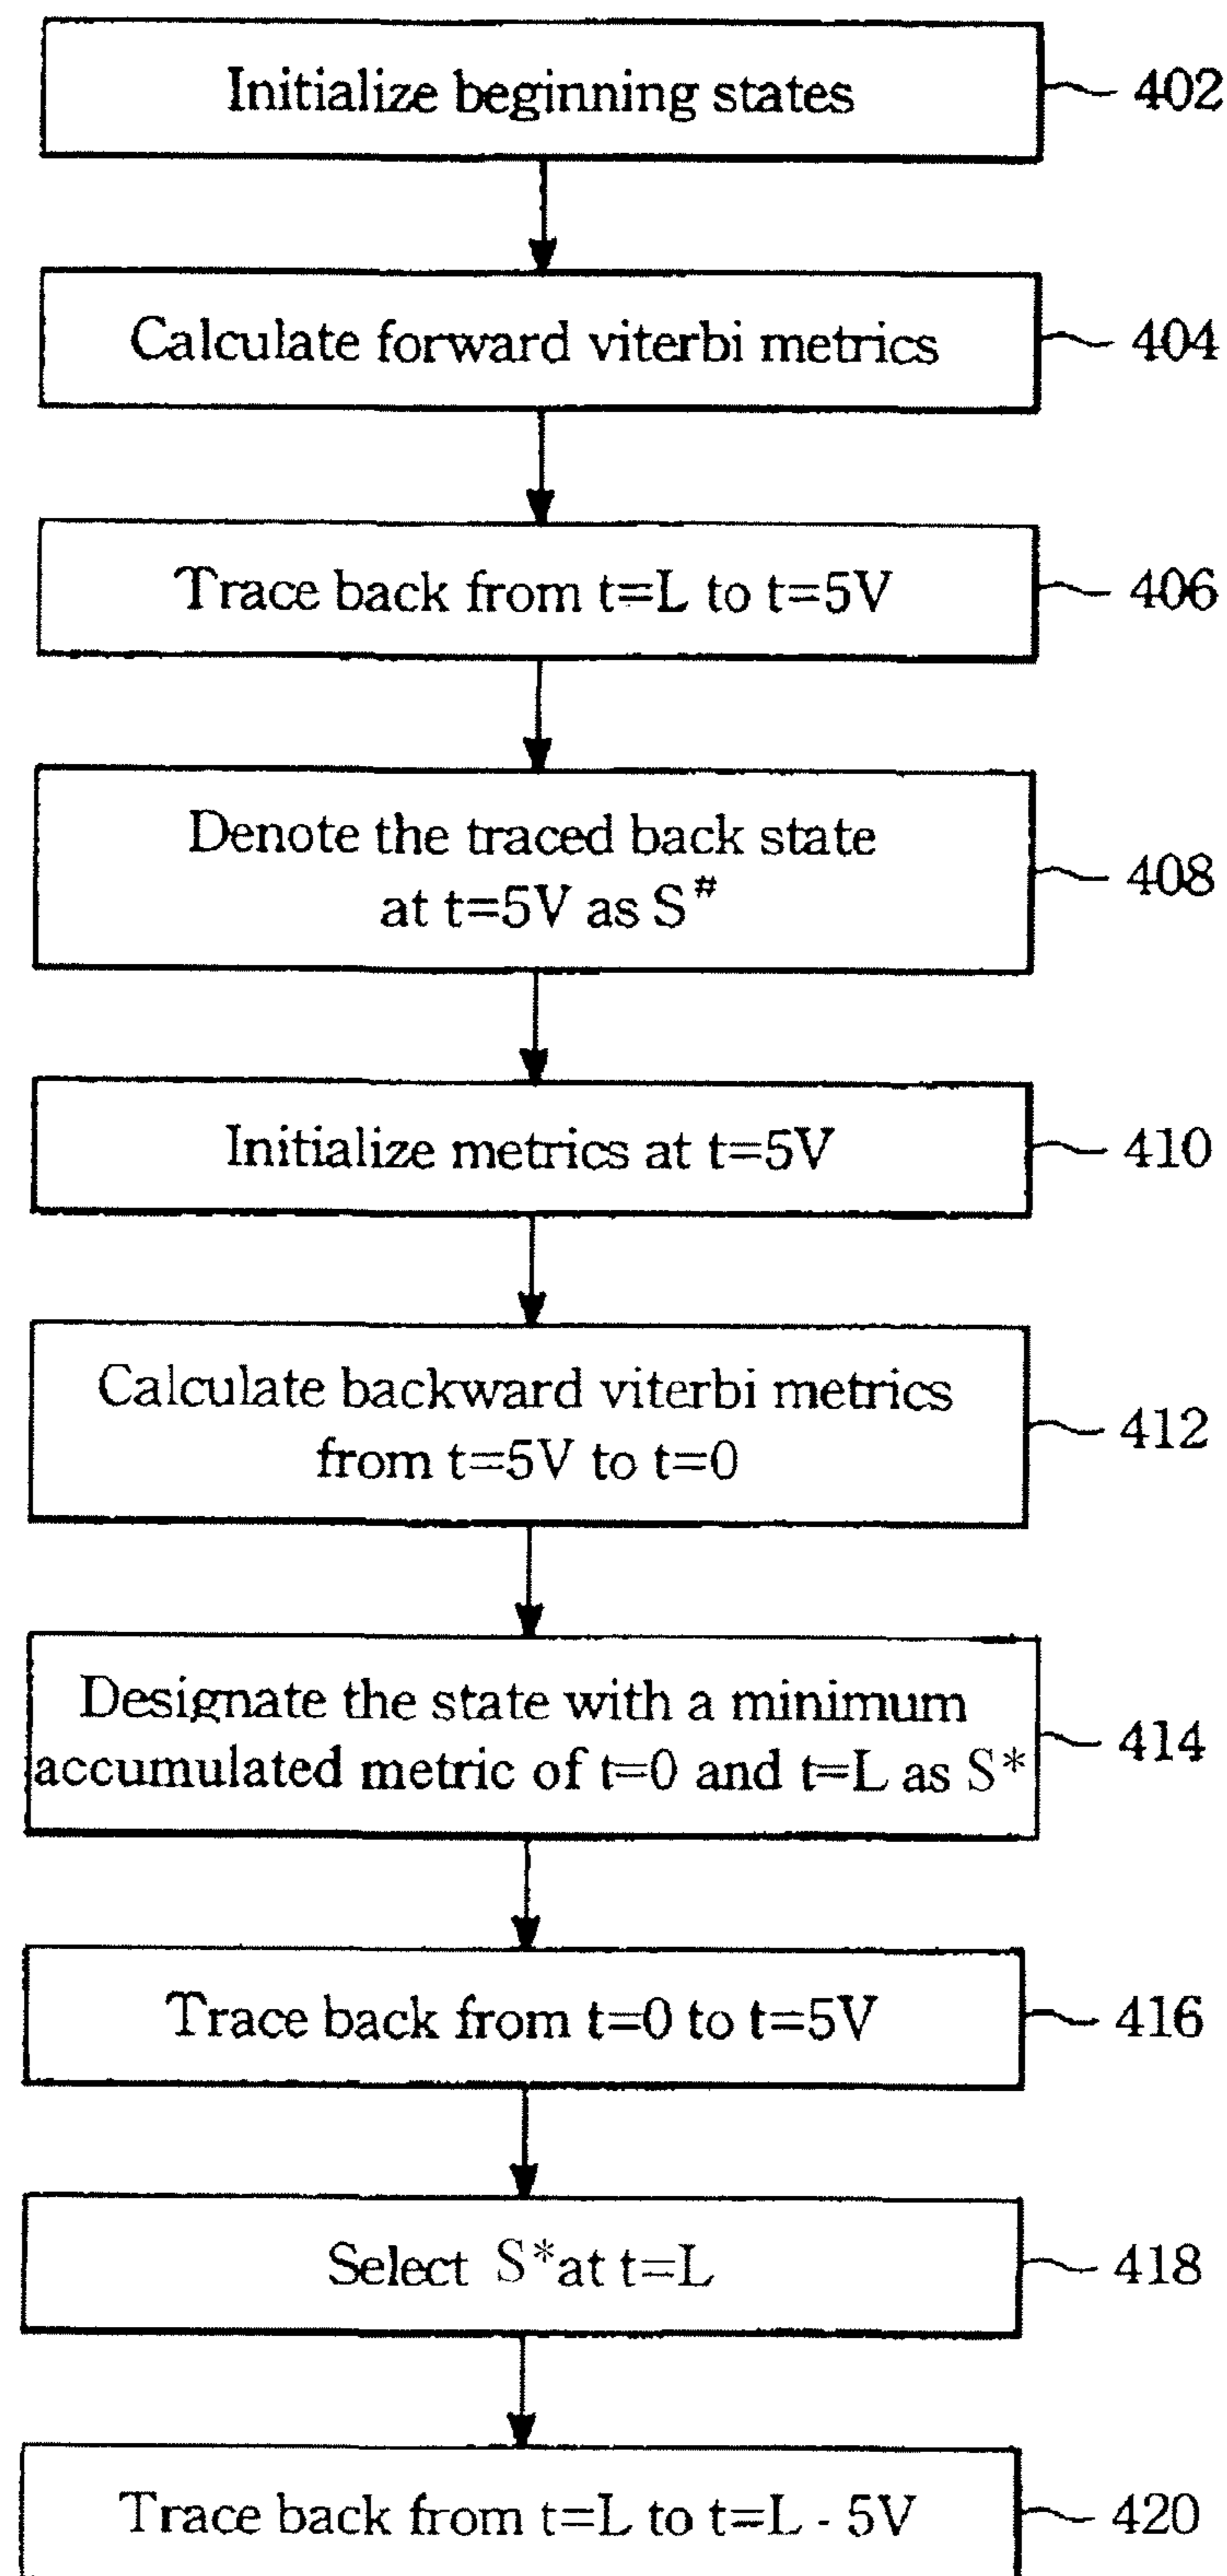 Initialize beginning states
402
Calculate forward viterbi metrics
404
Trace back from t=L to t=5V
406
Denote the traced back state
at t=5V as S#
408
Initialize metrics at t=5V
410
Calculate backward viterbi metrics
from t=5V to t=0
412
Designate the state with a minimum
accumulated metric of t=0 and t=L as S*
414
Trace back from t=0 to t=5V
416
Select S*at t=L
418
Trace back from t=L to t=L - 5V
420